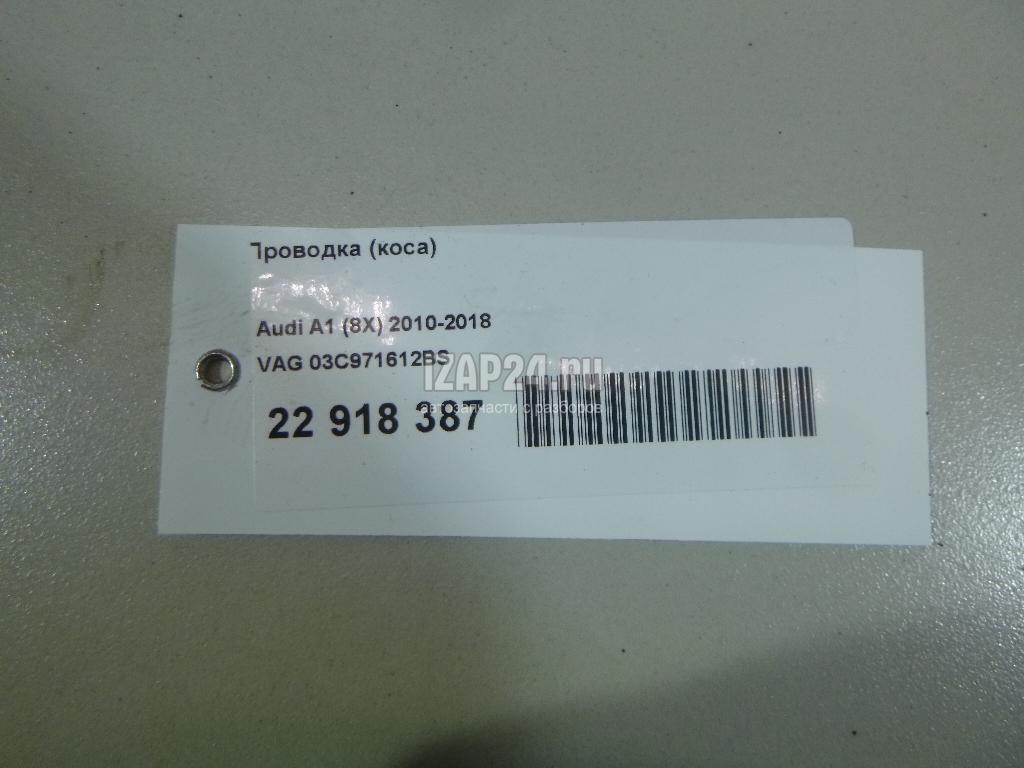 Проводка (коса)
Audi A1 (8X) 2010-2018
VAG 03C971612BS
IZAP24.ru
автозапчасти с разборов
22 918 387